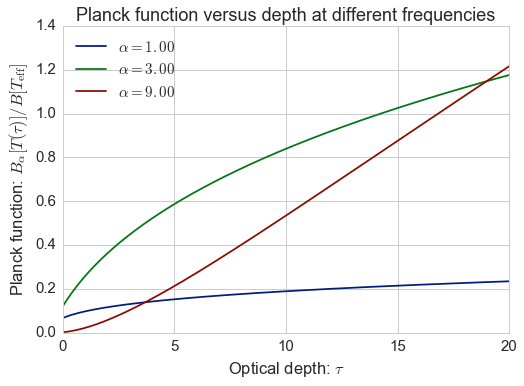 Planck function versus depth at different frequencies
1.4
1.2
1.0
0.8
0.6
0.4
0.2
0.0
α = 1.00
α = 3.00
α = 9.00
Planck function: B_α[T(τ)]/B[T_eff]
0
5
10
15
20
Optical depth: τ